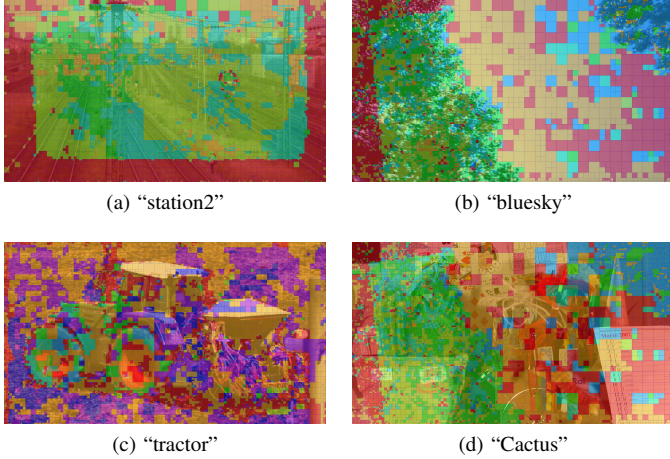 (a) “station2”
(b) “bluesky”
(c) “tractor”
(d) “Cactus”